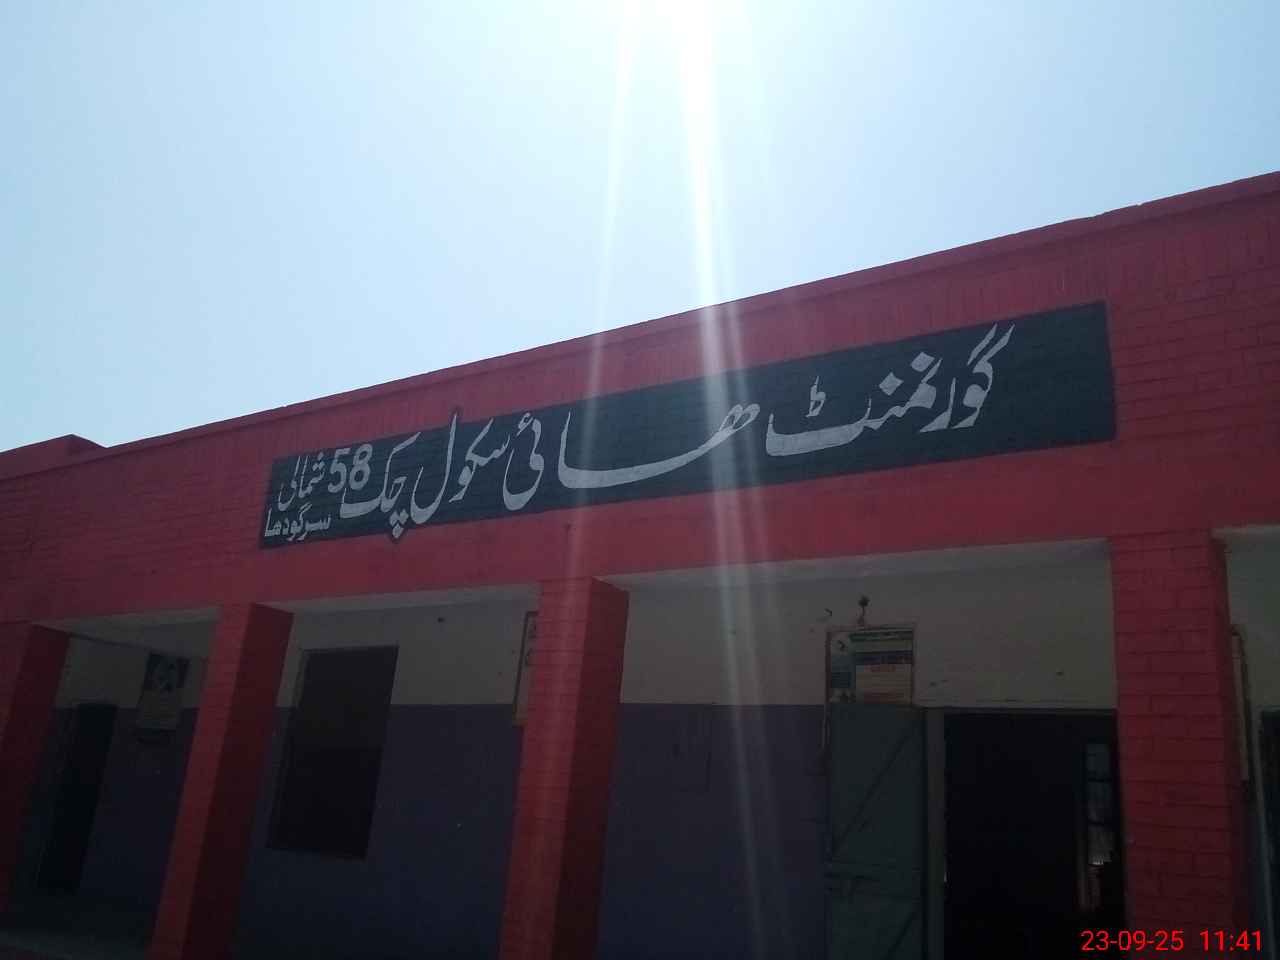 گورنمنٹ ھائی سکول چک 58 شمالی
سرگودھا
23-09-25 11:41